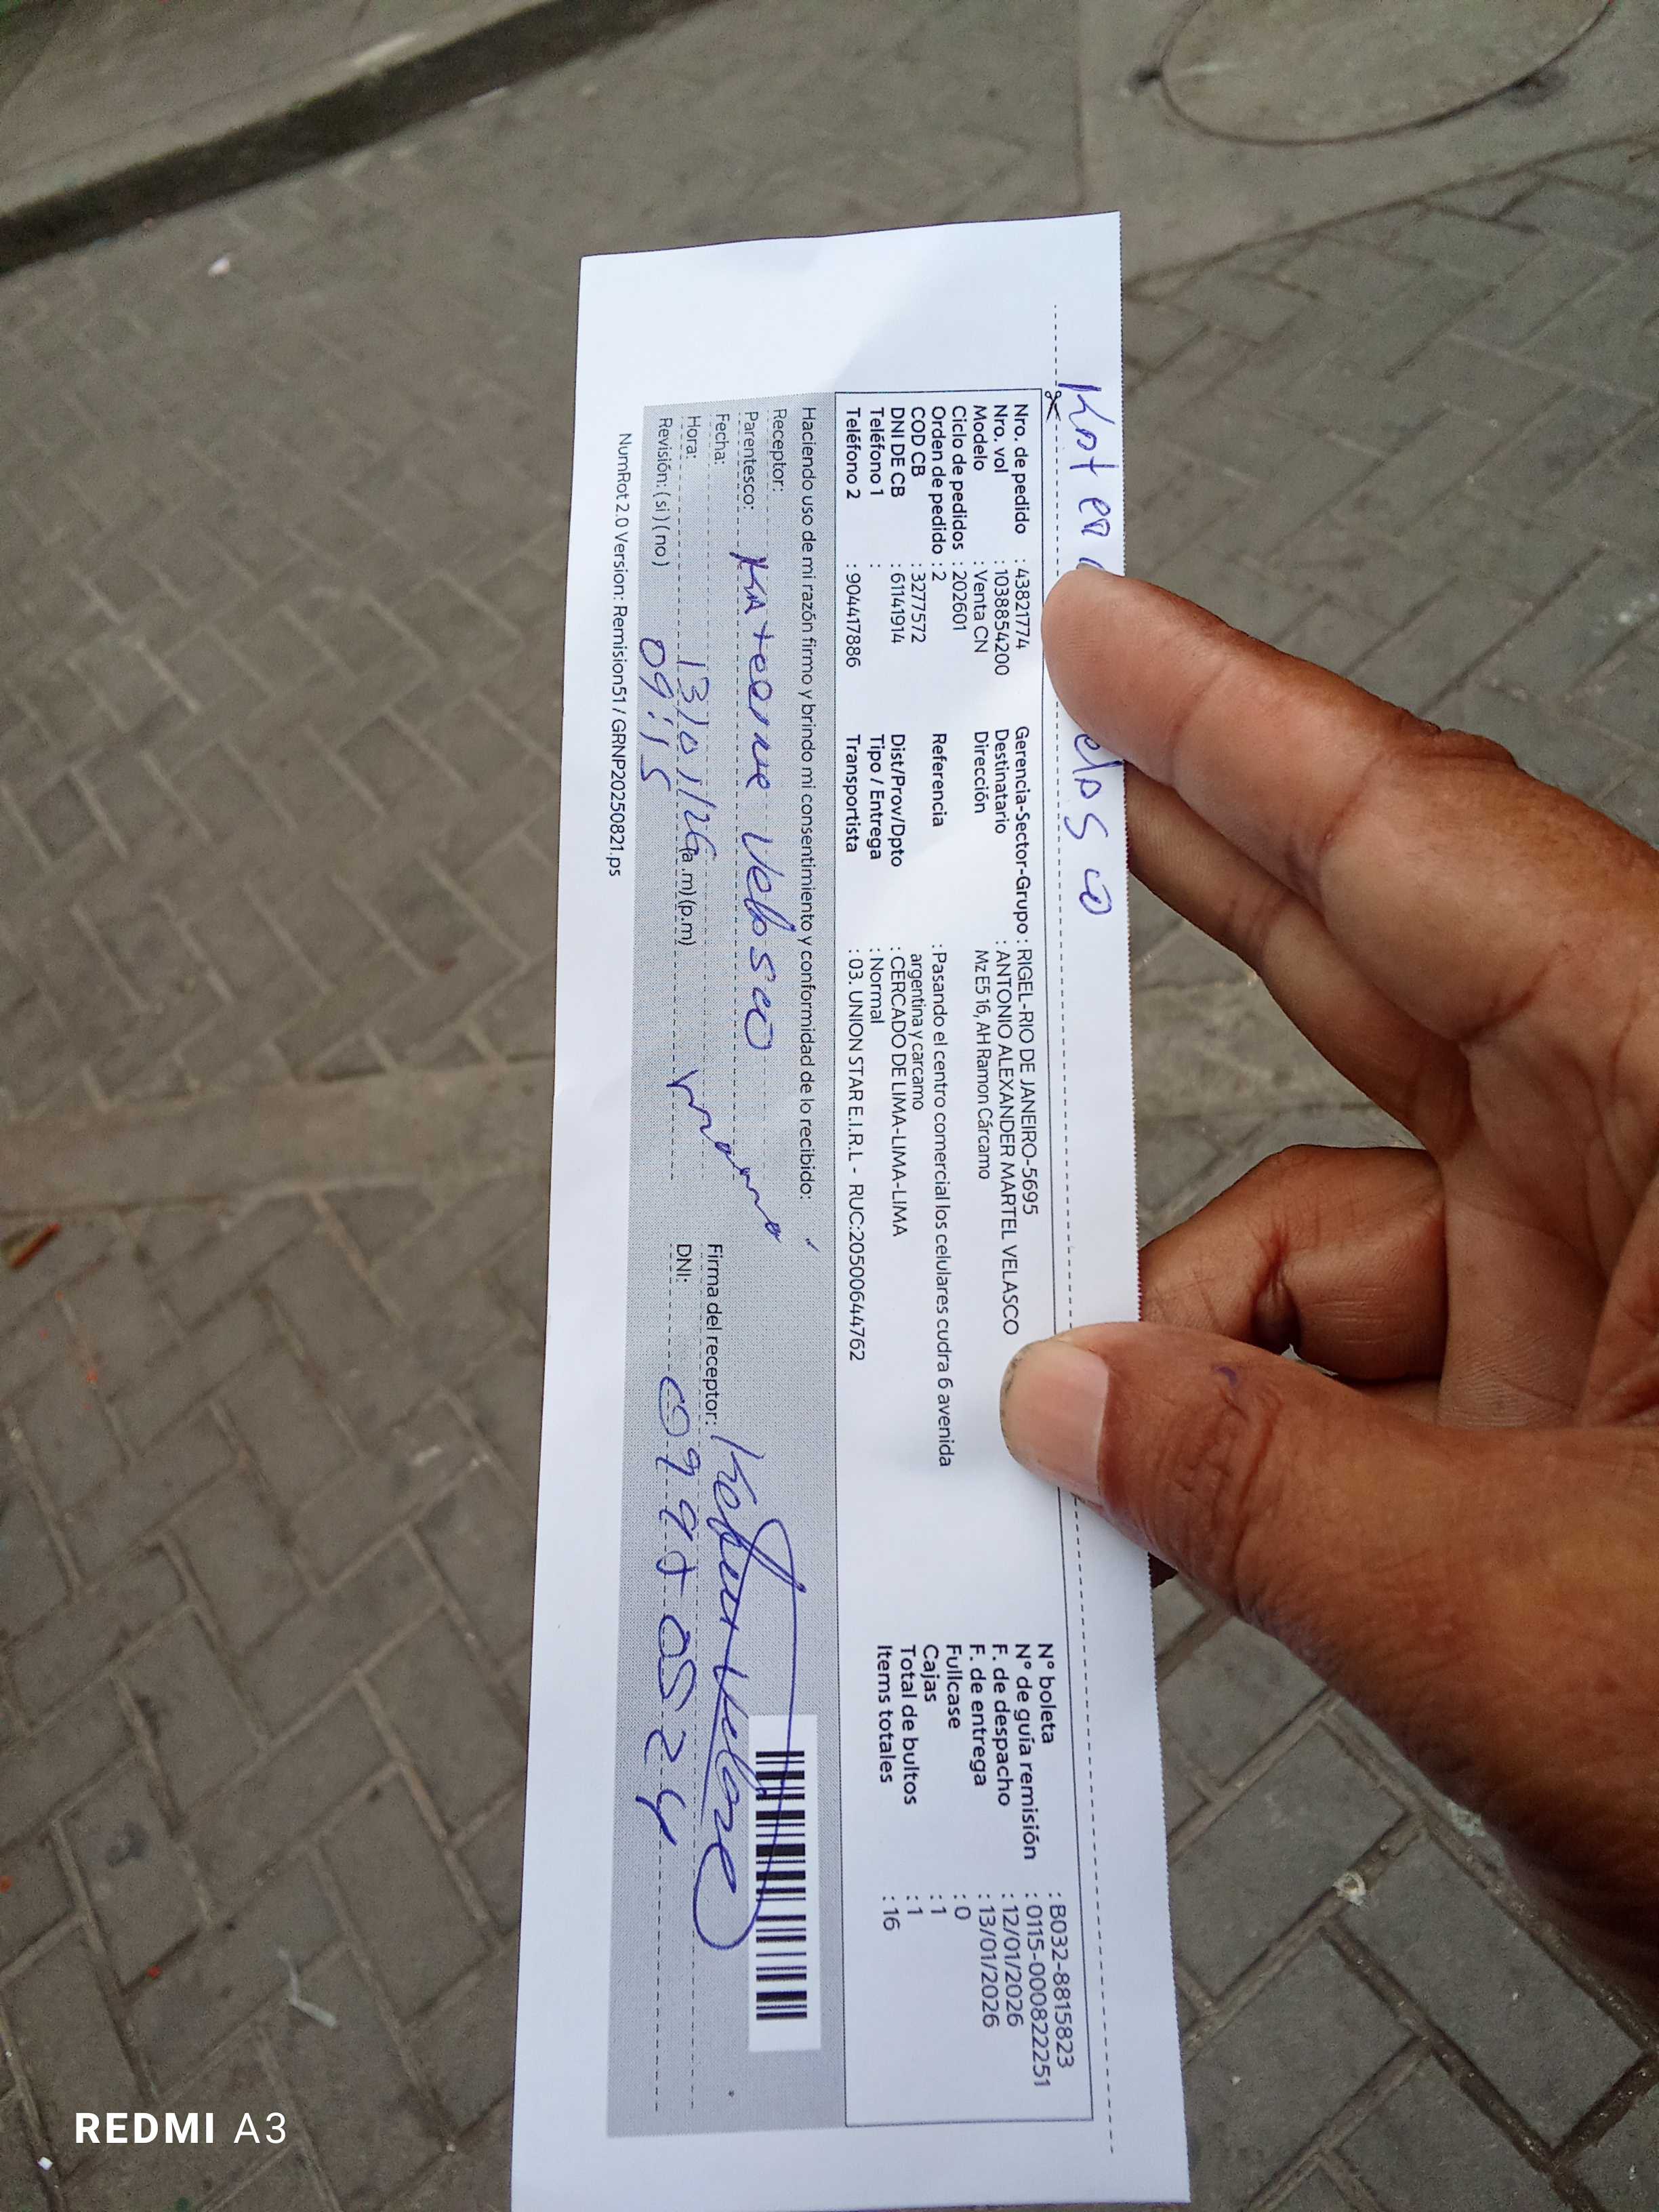 Nro. de pedido : 43821774
Nro. vol : 1038854200
Modelo : Venta CN
Ciclo de pedidos : 202601
Orden de pedido : 2
COD CB : 3277572
DNI DE CB : 61141914
Teléfono 1 :
Teléfono 2 : 904417886
Gerencia-Sector-Grupo : RIGEL-RIO DE JANEIRO-5695
Destinatario : ANTONIO ALEXANDER MARTEL VELASCO
Dirección Mz E5 16, AH Ramon Cárcamo
Referencia : Pasando el centro comercial los celulares cudra 6 avenida
argentina y carcamo
Dist/Prov/Dpto : CERCADO DE LIMA-LIMA-LIMA
Tipo / Entrega : Normal
Transportista : 03. UNION STAR E.I.R.L - RUC:20500644762
N° boleta : B032-8815823
N° de guía remisión : 0115-000822251
F. de despacho : 12/01/2026
F. de entrega : 13/01/2026
Fullcase : 0
Cajas : 1
Total de bultos : 1
Items totales : 16
Haciendo uso de mi razón firmo y brindo mi consentimiento y conformidad de lo recibido:
Receptor:
Parentesco: Velasco
Fecha: 13/01/26
Hora: (a.m)(p.m)
Revisión: (si) (no) 09:15
Firma del receptor:
DNI:
NumRot 2.0 Version: Remision51 / GRNP20250821.ps
REDMI A3